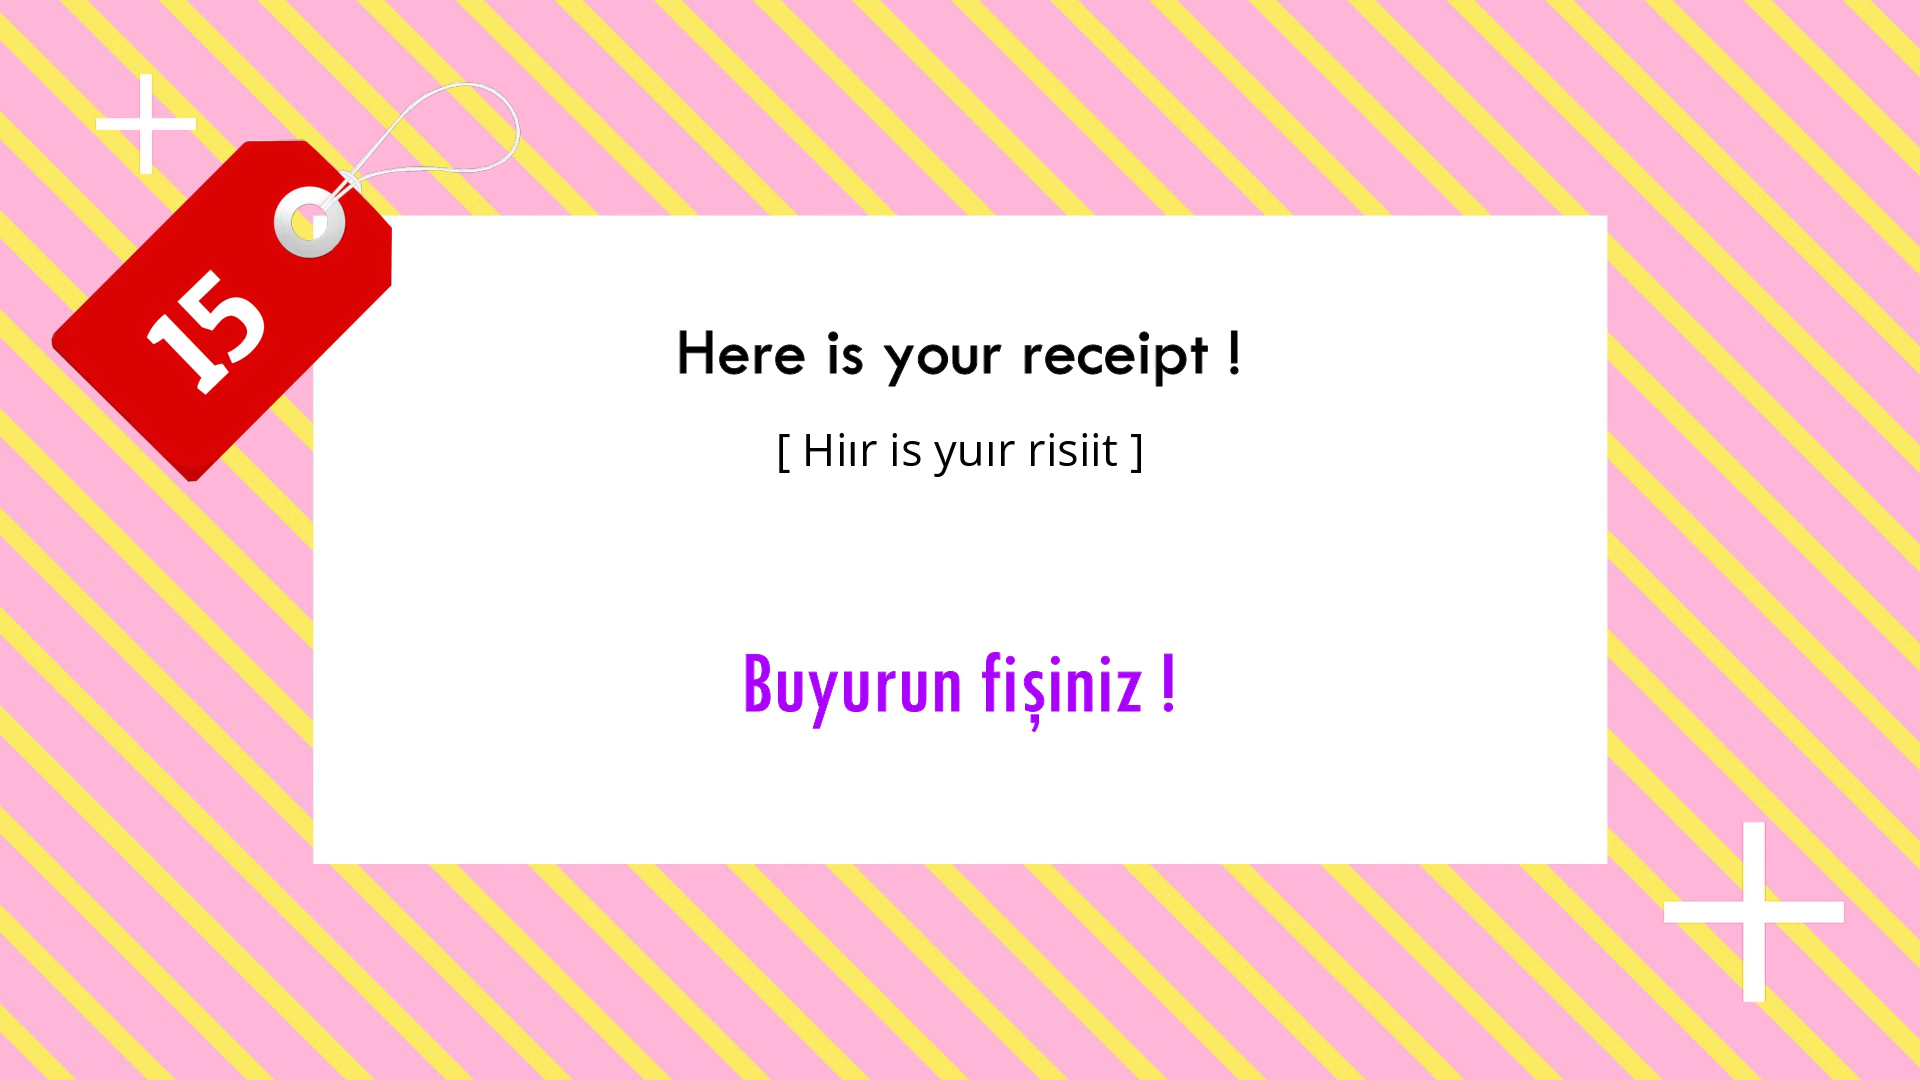 15
Here is your receipt !
[ Hiır is yuır risiit ]
Buyurun fişiniz !